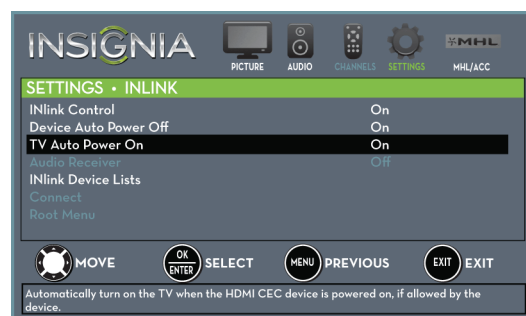 INSIGNIA
PICTURE AUDIO CHANNELS SETTINGS MHL MHL/ACC
SETTINGS • INLINK
INlink Control On
Device Auto Power Off On
TV Auto Power On On
Audio Receiver Off
INlink Device Lists
Connect
Root Menu
MOVE OK ENTER SELECT MENU PREVIOUS EXIT EXIT
Automatically turn on the TV when the HDMI CEC device is powered on, if allowed by the
device.